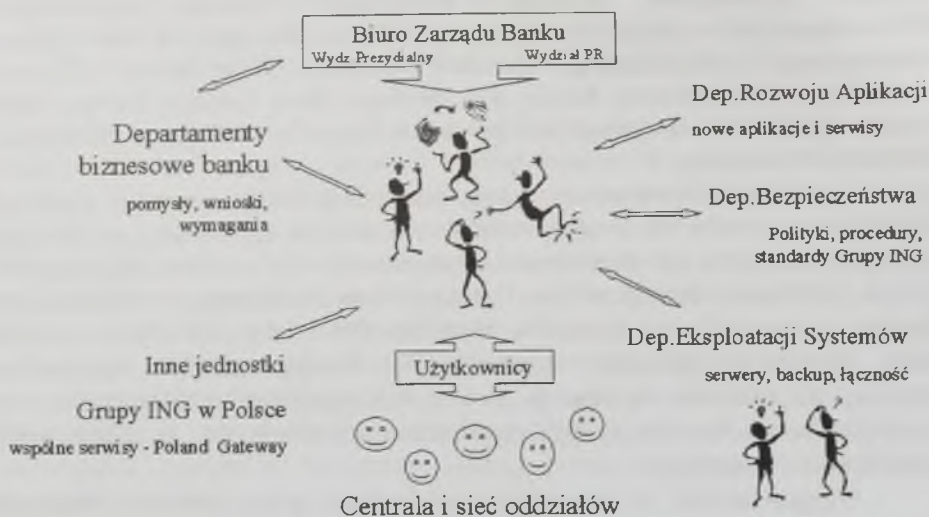 Biuro Zarządu Banku
Wydz Prezydialny Wydział PR
Departamenty
biznesowe banku
pomysły, wnioski,
wymagania
Dep.Rozwoju Aplikacji
nowe aplikacje i serwisy
Dep.Bezpieczeństwa
Polityki, procedury,
standardy Grupy ING
Dep.Eksploatacji Systemów
serwery, backup, łączność
Inne jednostki
Grupy ING w Polsce
wspólne serwisy - Poland Gateway
Użytkownicy
Centrala i sieć oddziałów